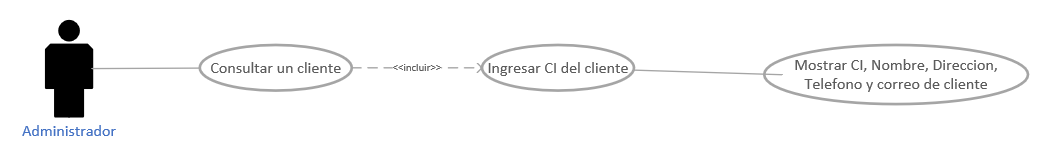 Consultar un cliente
<<incluir>>
Ingresar CI del cliente
Mostrar CI, Nombre, Direccion,
Telefono y correo de cliente
Administrador